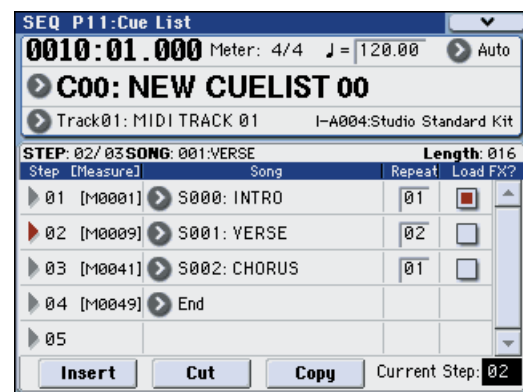 SEQ P11:Cue List
0010:01.000 Meter: 4/4 ♩=120.00 Auto
C00: NEW CUELIST 00
Track01: MIDI TRACK 01 I-A004:Studio Standard Kit
STEP: 02/03 SONG: 001:VERSE Length: 016
Step [Measure] Song Repeat Load FX?
01 [M0001] S000: INTRO 01
02 [M0009] S001: VERSE 02
03 [M0041] S002: CHORUS 01
04 [M0049] End
05
Insert Cut Copy Current Step: 02